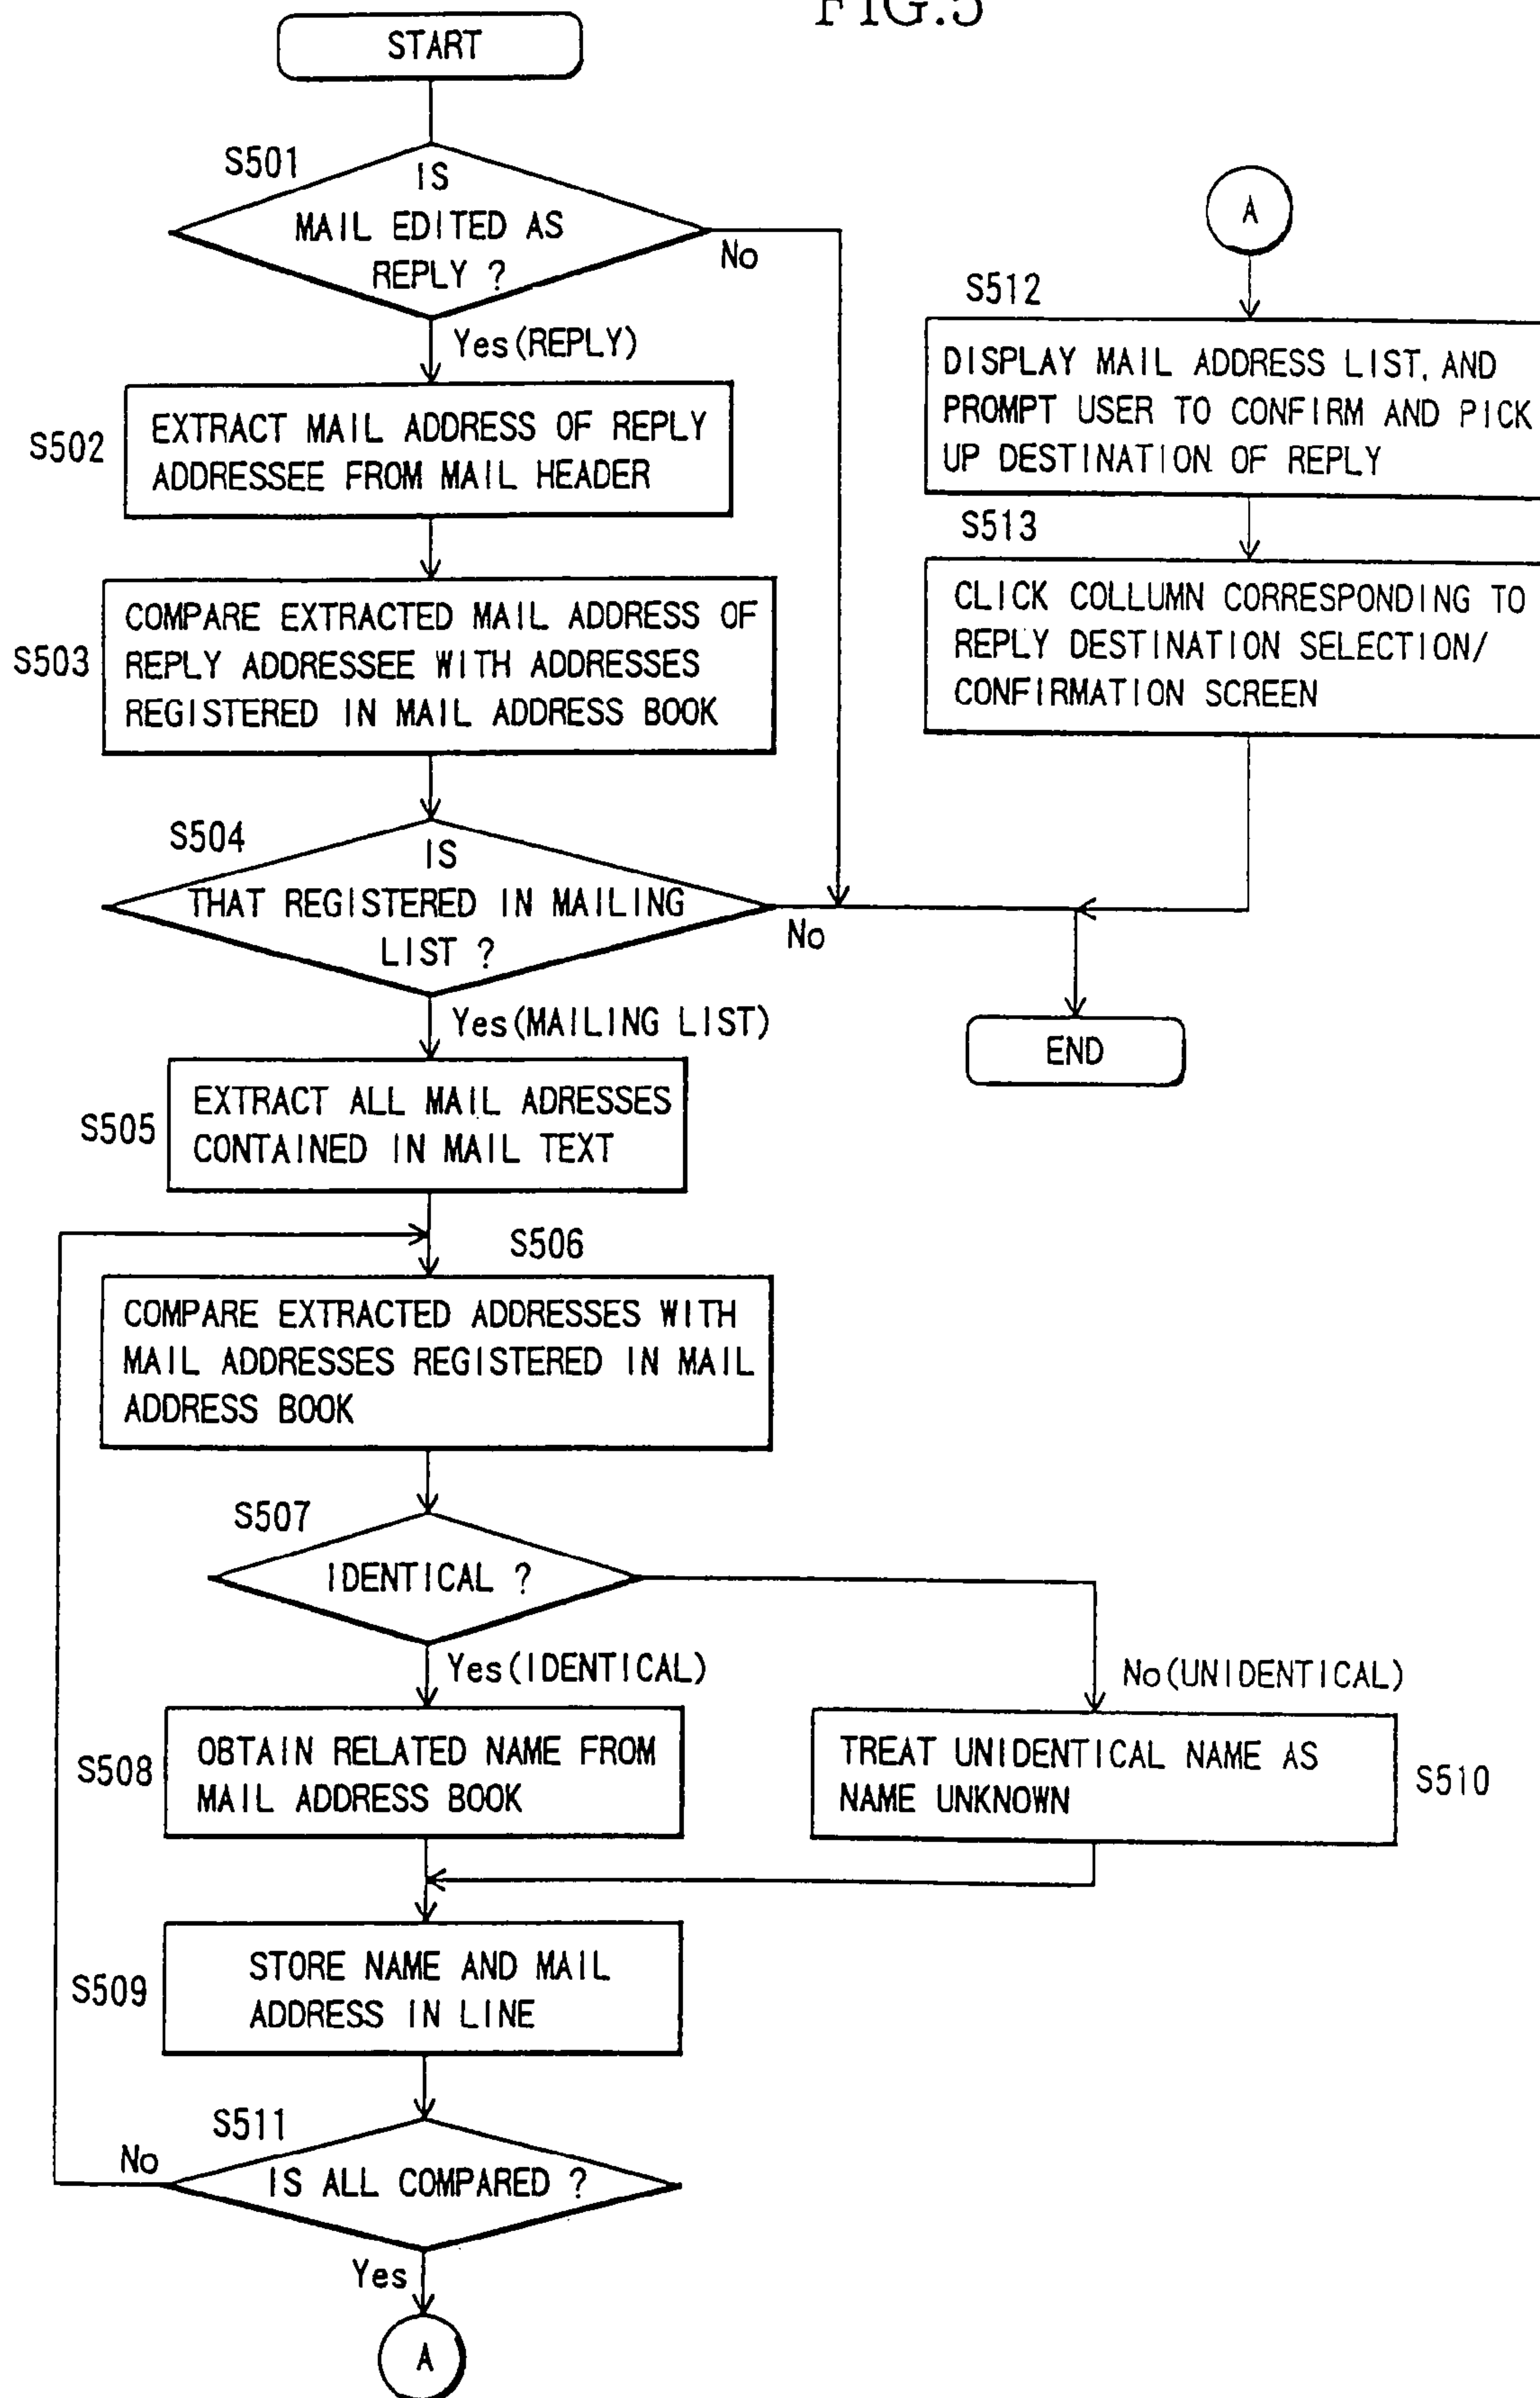 FIG.5
START
S501
IS
MAIL EDITED AS
REPLY ?
No
Yes(REPLY)
S502
EXTRACT MAIL ADDRESS OF REPLY
ADDRESSEE FROM MAIL HEADER
S503
COMPARE EXTRACTED MAIL ADDRESS OF
REPLY ADDRESSEE WITH ADDRESSES
REGISTERED IN MAIL ADDRESS BOOK
S504
IS
THAT REGISTERED IN MAILING
LIST ?
No
Yes(MAILING LIST)
S505
EXTRACT ALL MAIL ADRESSES
CONTAINED IN MAIL TEXT
S506
COMPARE EXTRACTED ADDRESSES WITH
MAIL ADDRESSES REGISTERED IN MAIL
ADDRESS BOOK
S507
IDENTICAL ?
Yes(IDENTICAL)
No(UNIDENTICAL)
S508
OBTAIN RELATED NAME FROM
MAIL ADDRESS BOOK
TREAT UNIDENTICAL NAME AS
NAME UNKNOWN
S510
S509
STORE NAME AND MAIL
ADDRESS IN LINE
S511
No
IS ALL COMPARED ?
Yes
A
A
S512
DISPLAY MAIL ADDRESS LIST, AND
PROMPT USER TO CONFIRM AND PICK
UP DESTINATION OF REPLY
S513
CLICK COLLUMN CORRESPONDING TO
REPLY DESTINATION SELECTION/
CONFIRMATION SCREEN
END